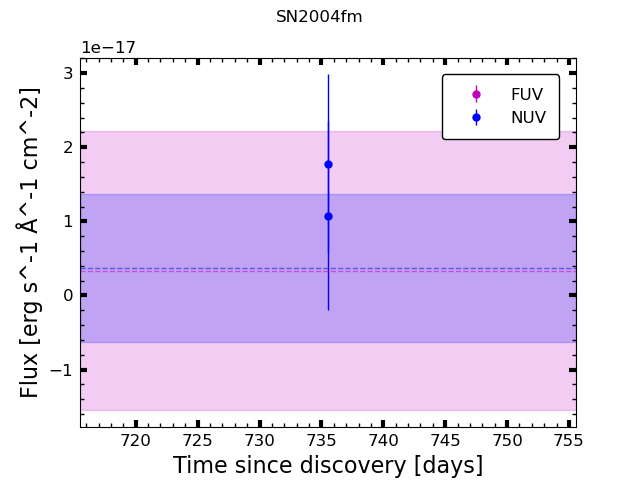 SN2004fm
1e−17
3
2
1
0
−1
Flux [erg s^-1 Å^-1 cm^-2]
FUV
NUV
720 725 730 735 740 745 750 755
Time since discovery [days]